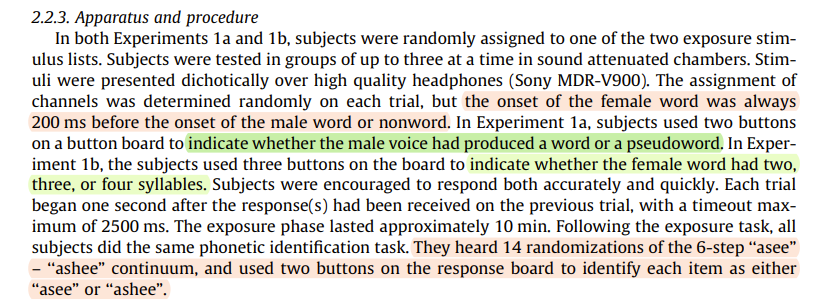 2.2.3. Apparatus and procedure
In both Experiments 1a and 1b, subjects were randomly assigned to one of the two exposure stim-
ulus lists. Subjects were tested in groups of up to three at a time in sound attenuated chambers. Stim-
uli were presented dichotically over high quality headphones (Sony MDR-V900). The assignment of
channels was determined randomly on each trial, but the onset of the female word was always
200 ms before the onset of the male word or nonword. In Experiment 1a, subjects used two buttons
on a button board to indicate whether the male voice had produced a word or a pseudoword. In Exper-
iment 1b, the subjects used three buttons on the board to indicate whether the female word had two,
three, or four syllables. Subjects were encouraged to respond both accurately and quickly. Each trial
began one second after the response(s) had been received on the previous trial, with a timeout max-
imum of 2500 ms. The exposure phase lasted approximately 10 min. Following the exposure task, all
subjects did the same phonetic identification task. They heard 14 randomizations of the 6-step “asee”
– “ashee” continuum, and used two buttons on the response board to identify each item as either
“asee” or “ashee”.